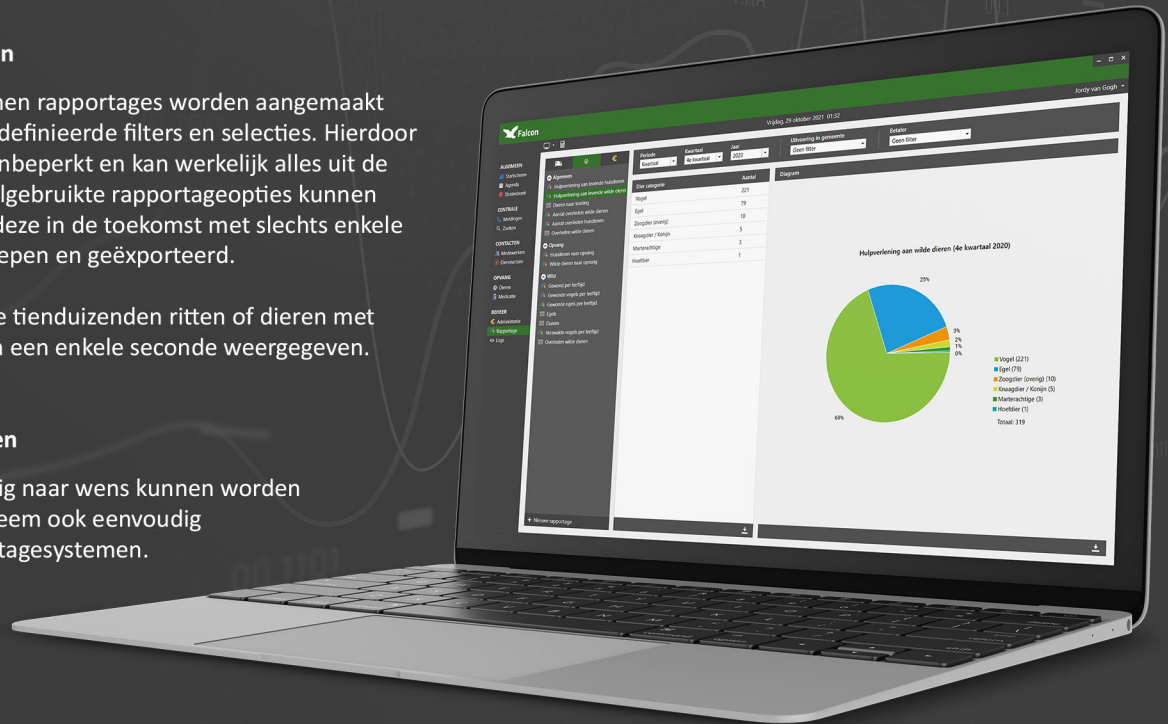 en
nen rapportages worden aangemaakt
definieerde filters en selecties. Hierdoor
nbeperkt en kan werkelijk alles uit de
lgebruikte rapportageopties kunnen
deze in de toekomst met slechts enkele
epen en geëxporteerd.
e tienduizenden ritten of dieren met
n een enkele seconde weergegeven.
en
ig naar wens kunnen worden
eem ook eenvoudig
tagesystemen.
Falcon
Vrijdag, 29 oktober 2021 01:32
Jordy van Gogh
ALGEMEEN
Startscherm
Agenda
Stratenboek
CENTRALE
Meldingen
Zoeken
CONTACTEN
Medewerkers
Dierenartsen
OPVANG
Dieren
Medicatie
BEHEER
Administratie
Rapportage
Logs
Algemeen
Hulpverlening aan levende huisdieren
Hulpverlening aan levende wilde dieren
Dieren naar locatie
Aantal overleden wilde dieren
Aantal overleden huisdieren
Overleden wilde dieren
Opvang
Huisdieren naar opvang
Wilde dieren naar opvang
Wild
Gewond per leeftijd
Gewonde vogels per leeftijd
Gewonde egels per leeftijd
Egels
Duiven
Verzwakte vogels per leeftijd
Overleden wilde dieren
+ Nieuwe rapportage
Periode
Kwartaal
Kwartaal
4e kwartaal
Jaar
2020
Uitvoering in gemeente
Geen filter
Betaler
Geen filter
Dier categorie Aantal
Vogel 221
Egel 79
Zoogdier (overig) 10
Knaagdier / Konijn 5
Marterachtige 3
Hoefdier 1
Diagram
Hulpverlening aan wilde dieren (4e kwartaal 2020)
25%
3%
2%
1%
0%
69%
Vogel (221)
Egel (79)
Zoogdier (overig) (10)
Knaagdier / Konijn (5)
Marterachtige (3)
Hoefdier (1)
Totaal: 319